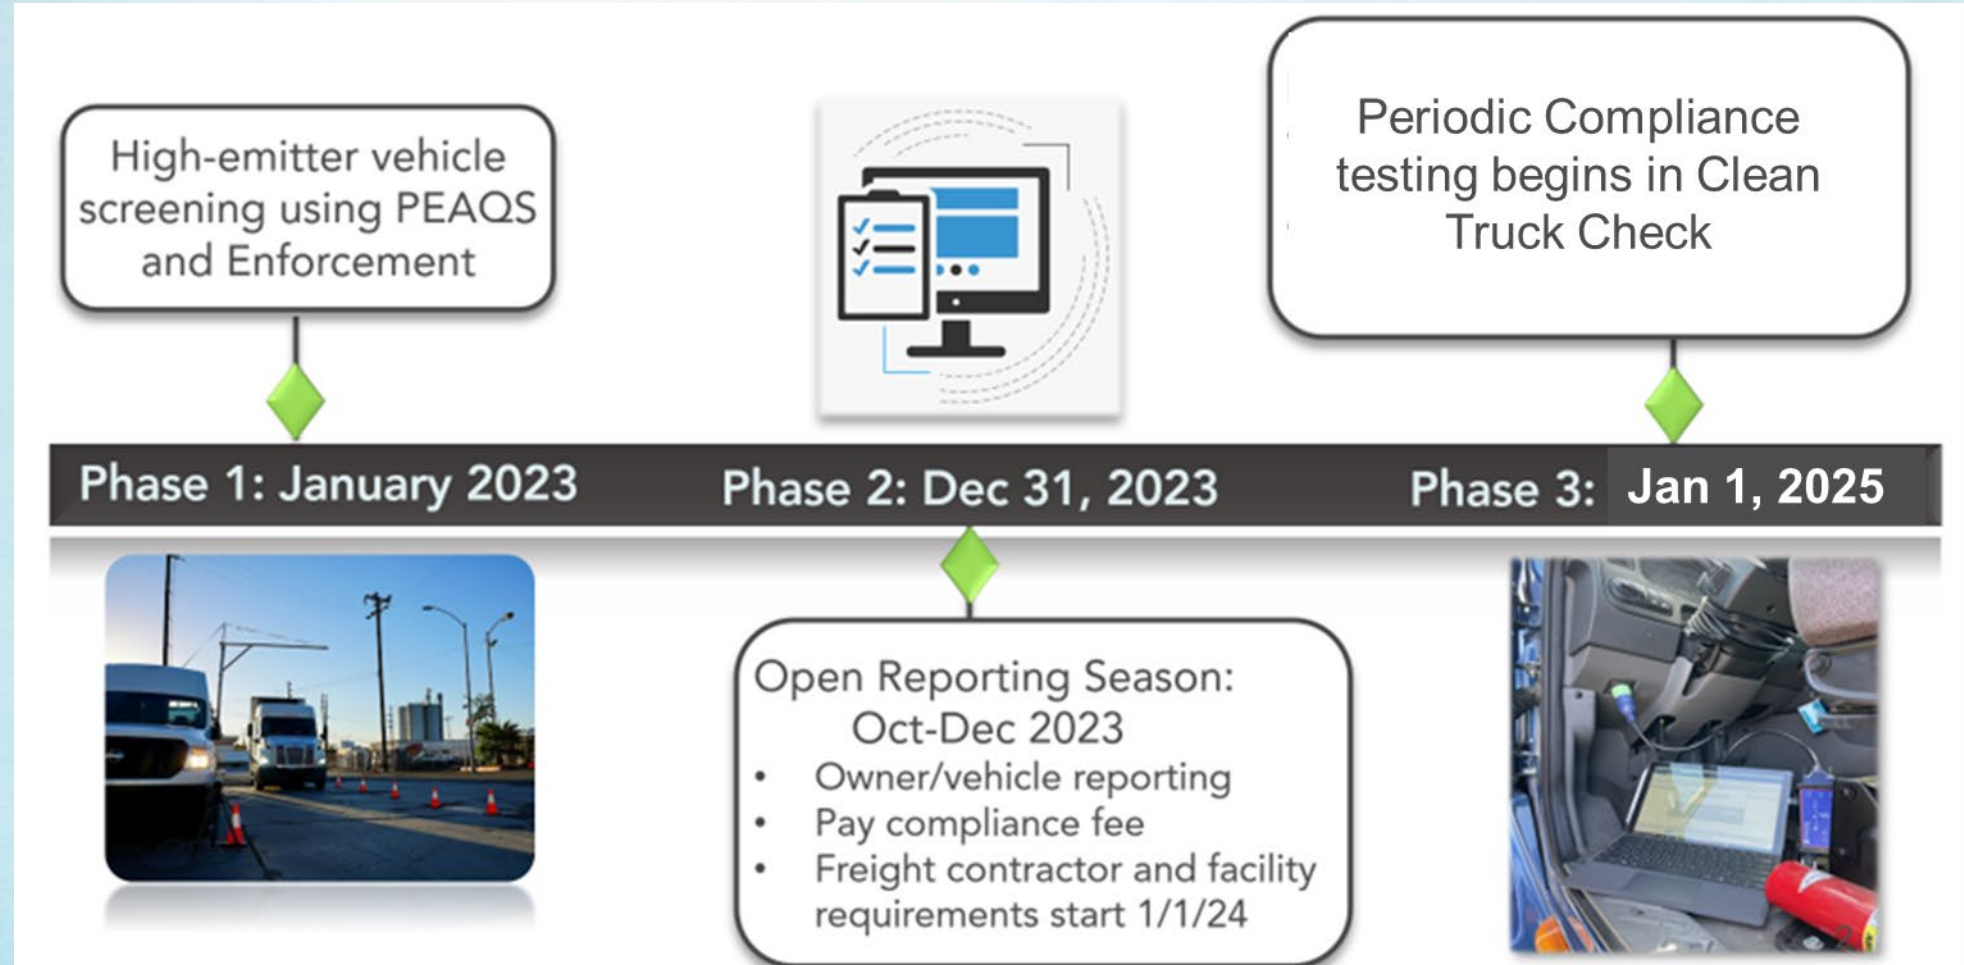 High-emitter vehicle
screening using PEAQS
and Enforcement
Periodic Compliance
testing begins in Clean
Truck Check
Phase 1: January 2023
Phase 2: Dec 31, 2023
Phase 3: Jan 1, 2025
Open Reporting Season:
Oct-Dec 2023
• Owner/vehicle reporting
• Pay compliance fee
• Freight contractor and facility
requirements start 1/1/24
2